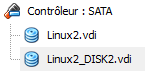 Contrôleur : SATA
Linux2.vdi
Linux2_DISK2.vdi